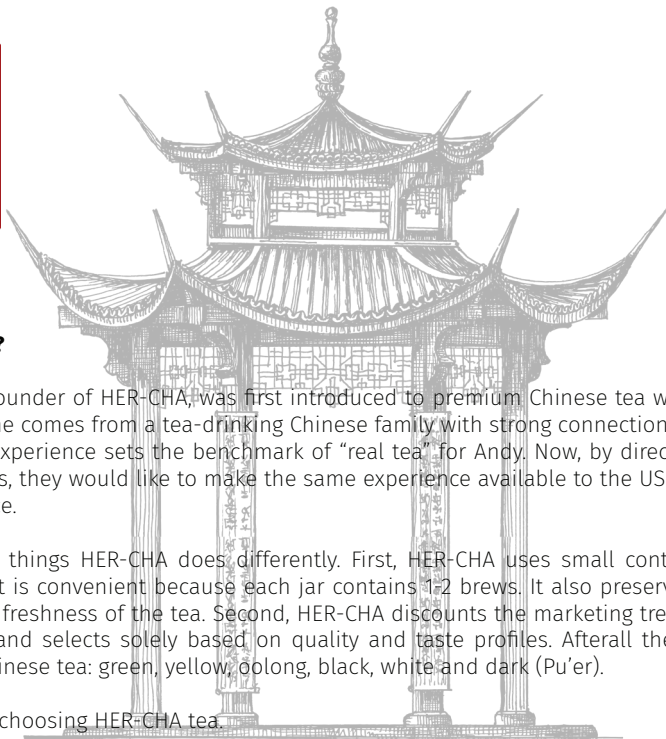 ?
ounder of HER-CHA, was first introduced to premium Chinese tea w
e comes from a tea-drinking Chinese family with strong connection
xperience sets the benchmark of “real tea” for Andy. Now, by direc
s, they would like to make the same experience available to the US
e.
things HER-CHA does differently. First, HER-CHA uses small cont
t is convenient because each jar contains 1-2 brews. It also preserv
freshness of the tea. Second, HER-CHA discounts the marketing tre
and selects solely based on quality and taste profiles. Afterall the
inese tea: green, yellow, oolong, black, white and dark (Pu’er).
choosing HER-CHA tea.